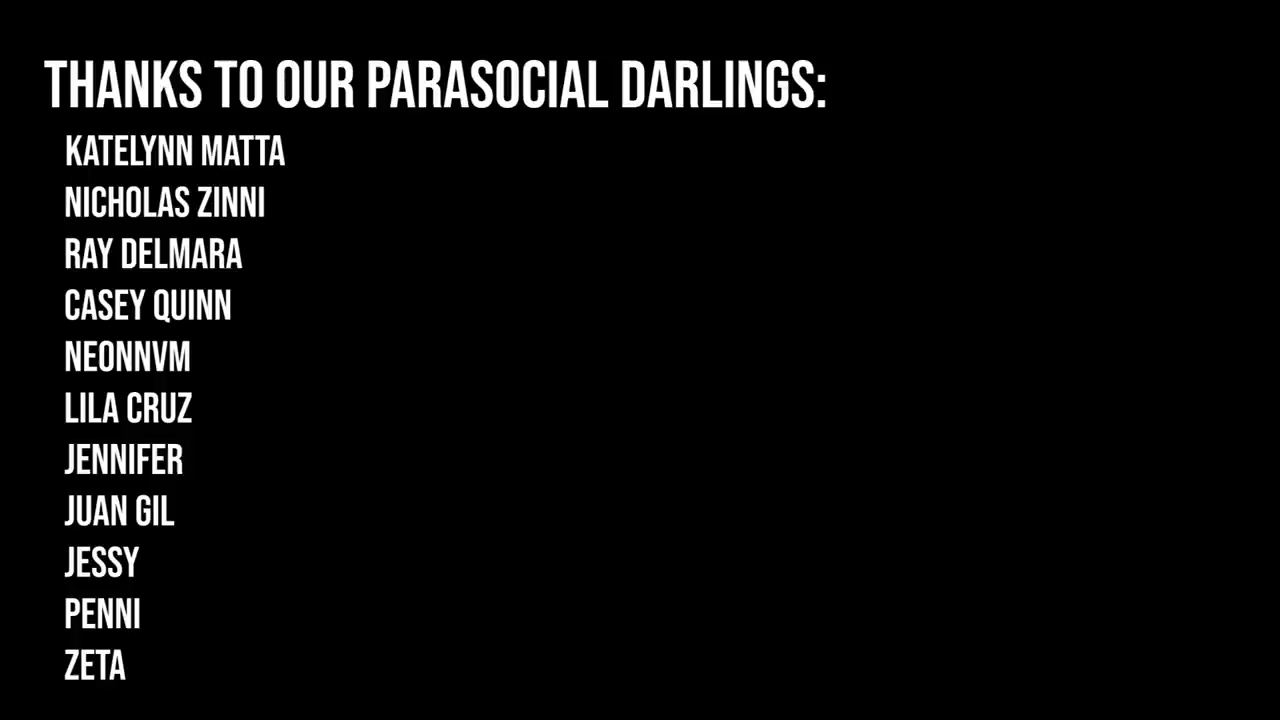 THANKS TO OUR PARASOCIAL DARLINGS:
KATELYNN MATTA
NICHOLAS ZINNI
RAY DELMARA
CASEY QUINN
NEONNVM
LILA CRUZ
JENNIFER
JUAN GIL
JESSY
PENNI
ZETA